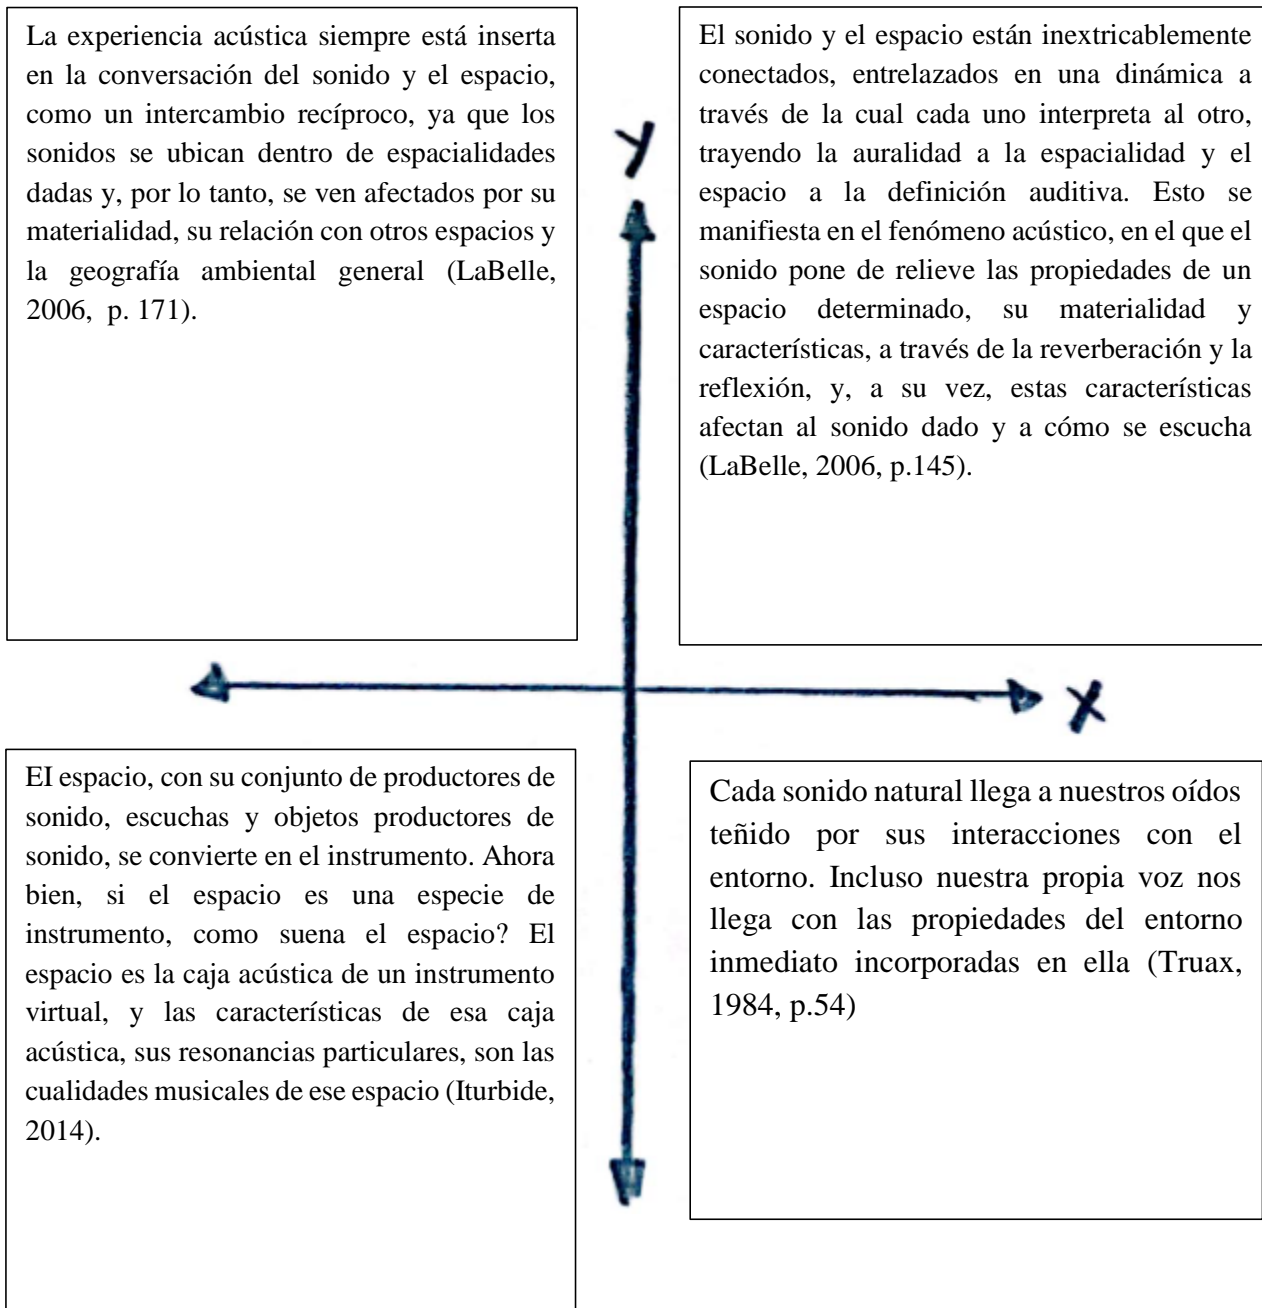 La experiencia acústica siempre está inserta
en la conversación del sonido y el espacio,
como un intercambio recíproco, ya que los
sonidos se ubican dentro de espacialidades
dadas y, por lo tanto, se ven afectados por su
materialidad, su relación con otros espacios y
la geografía ambiental general (LaBelle,
2006, p. 171).
El sonido y el espacio están inextricablemente
conectados, entrelazados en una dinámica a
través de la cual cada uno interpreta al otro,
trayendo la auralidad a la espacialidad y el
espacio a la definición auditiva. Esto se
manifiesta en el fenómeno acústico, en el que el
sonido pone de relieve las propiedades de un
espacio determinado, su materialidad y
características, a través de la reverberación y la
reflexión, y, a su vez, estas características
afectan al sonido dado y a cómo se escucha
(LaBelle, 2006, p.145).
Y
X
EI espacio, con su conjunto de productores de
sonido, escuchas y objetos productores de
sonido, se convierte en el instrumento. Ahora
bien, si el espacio es una especie de
instrumento, como suena el espacio? El
espacio es la caja acústica de un instrumento
virtual, y las características de esa caja
acústica, sus resonancias particulares, son las
cualidades musicales de ese espacio (Iturbide,
2014).
Cada sonido natural llega a nuestros oídos
teñido por sus interacciones con el
entorno. Incluso nuestra propia voz nos
llega con las propiedades del entorno
inmediato incorporadas en ella (Truax,
1984, p.54)